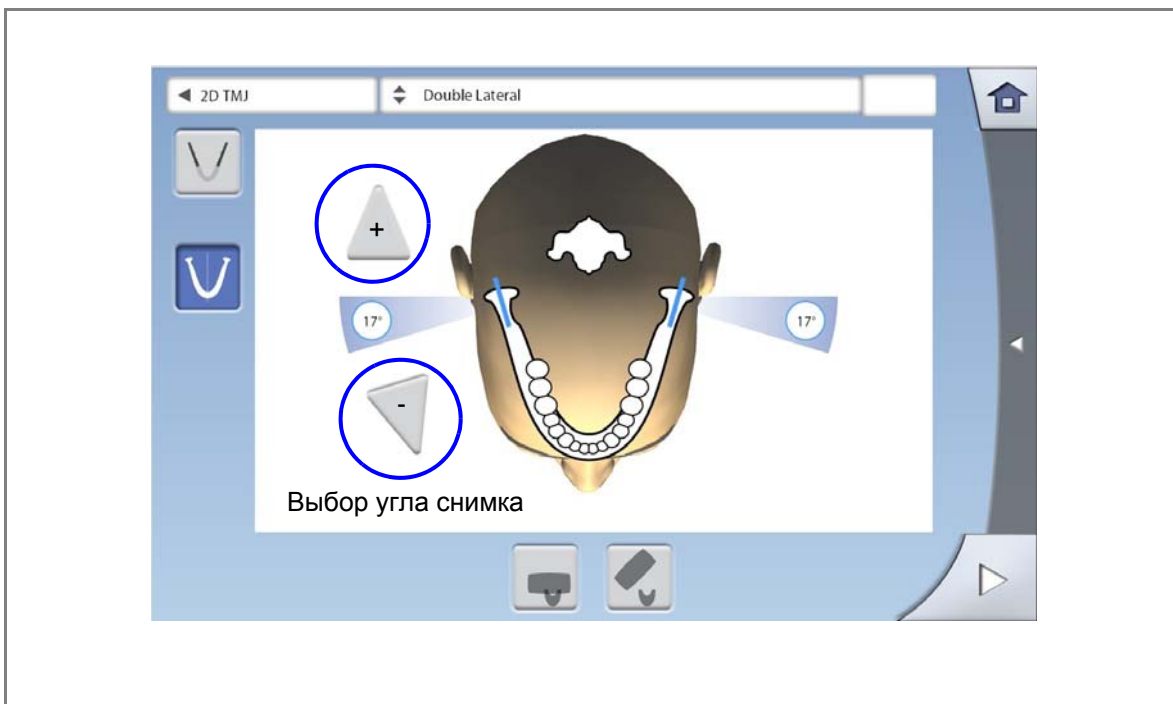 2D TMJ
Double Lateral
+
17°
17°
-
Выбор угла снимка